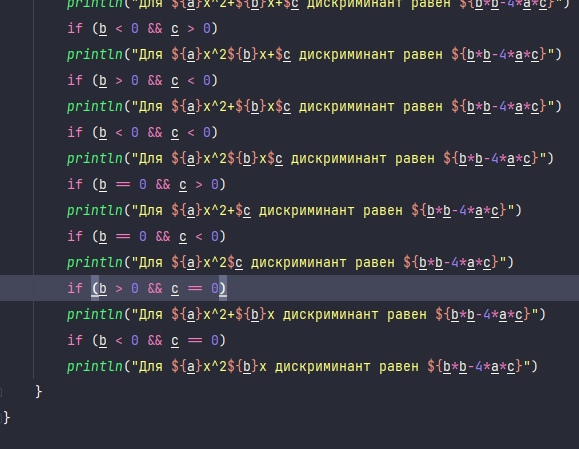 println("Для ${a}x^2+${b}x+$c дискриминант равен ${b*b-4*a*c}")
if (b < 0 && c > 0)
println("Для ${a}x^2${b}x+$c дискриминант равен ${b*b-4*a*c}")
if (b > 0 && c < 0)
println("Для ${a}x^2+${b}x$c дискриминант равен ${b*b-4*a*c}")
if (b < 0 && c < 0)
println("Для ${a}x^2${b}x$c дискриминант равен ${b*b-4*a*c}")
if (b == 0 && c > 0)
println("Для ${a}x^2+$c дискриминант равен ${b*b-4*a*c}")
if (b == 0 && c < 0)
println("Для ${a}x^2$c дискриминант равен ${b*b-4*a*c}")
if (b > 0 && c == 0)
println("Для ${a}x^2+${b}x дискриминант равен ${b*b-4*a*c}")
if (b < 0 && c == 0)
println("Для ${a}x^2${b}x дискриминант равен ${b*b-4*a*c}")
}
}